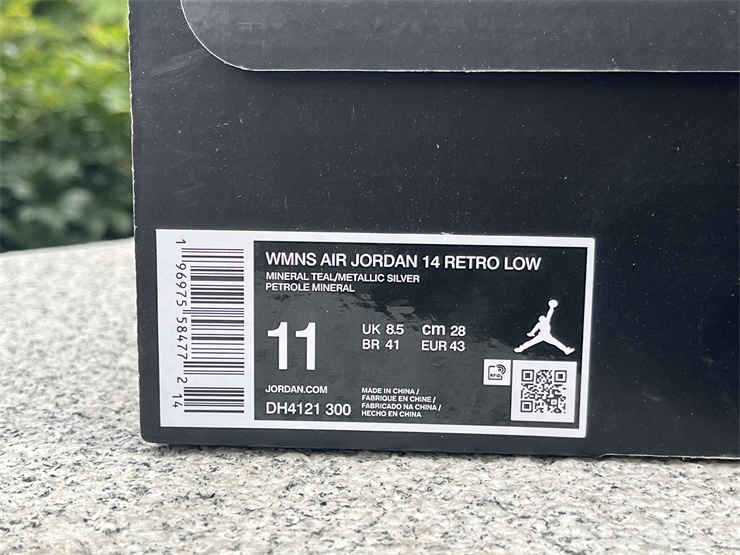 WMNS AIR JORDAN 14 RETRO LOW
MINERAL TEAL/METALLIC SILVER
PETROLE MINERAL
11
UK 8.5 cm 28
BR 41 EUR 43
JORDAN.COM
DH4121 300
MADE IN CHINA /
FABRIQUE EN CHINE /
FABRICADO NA CHINA /
HECHO EN CHINA
RFID
1 96975 58477 2 14